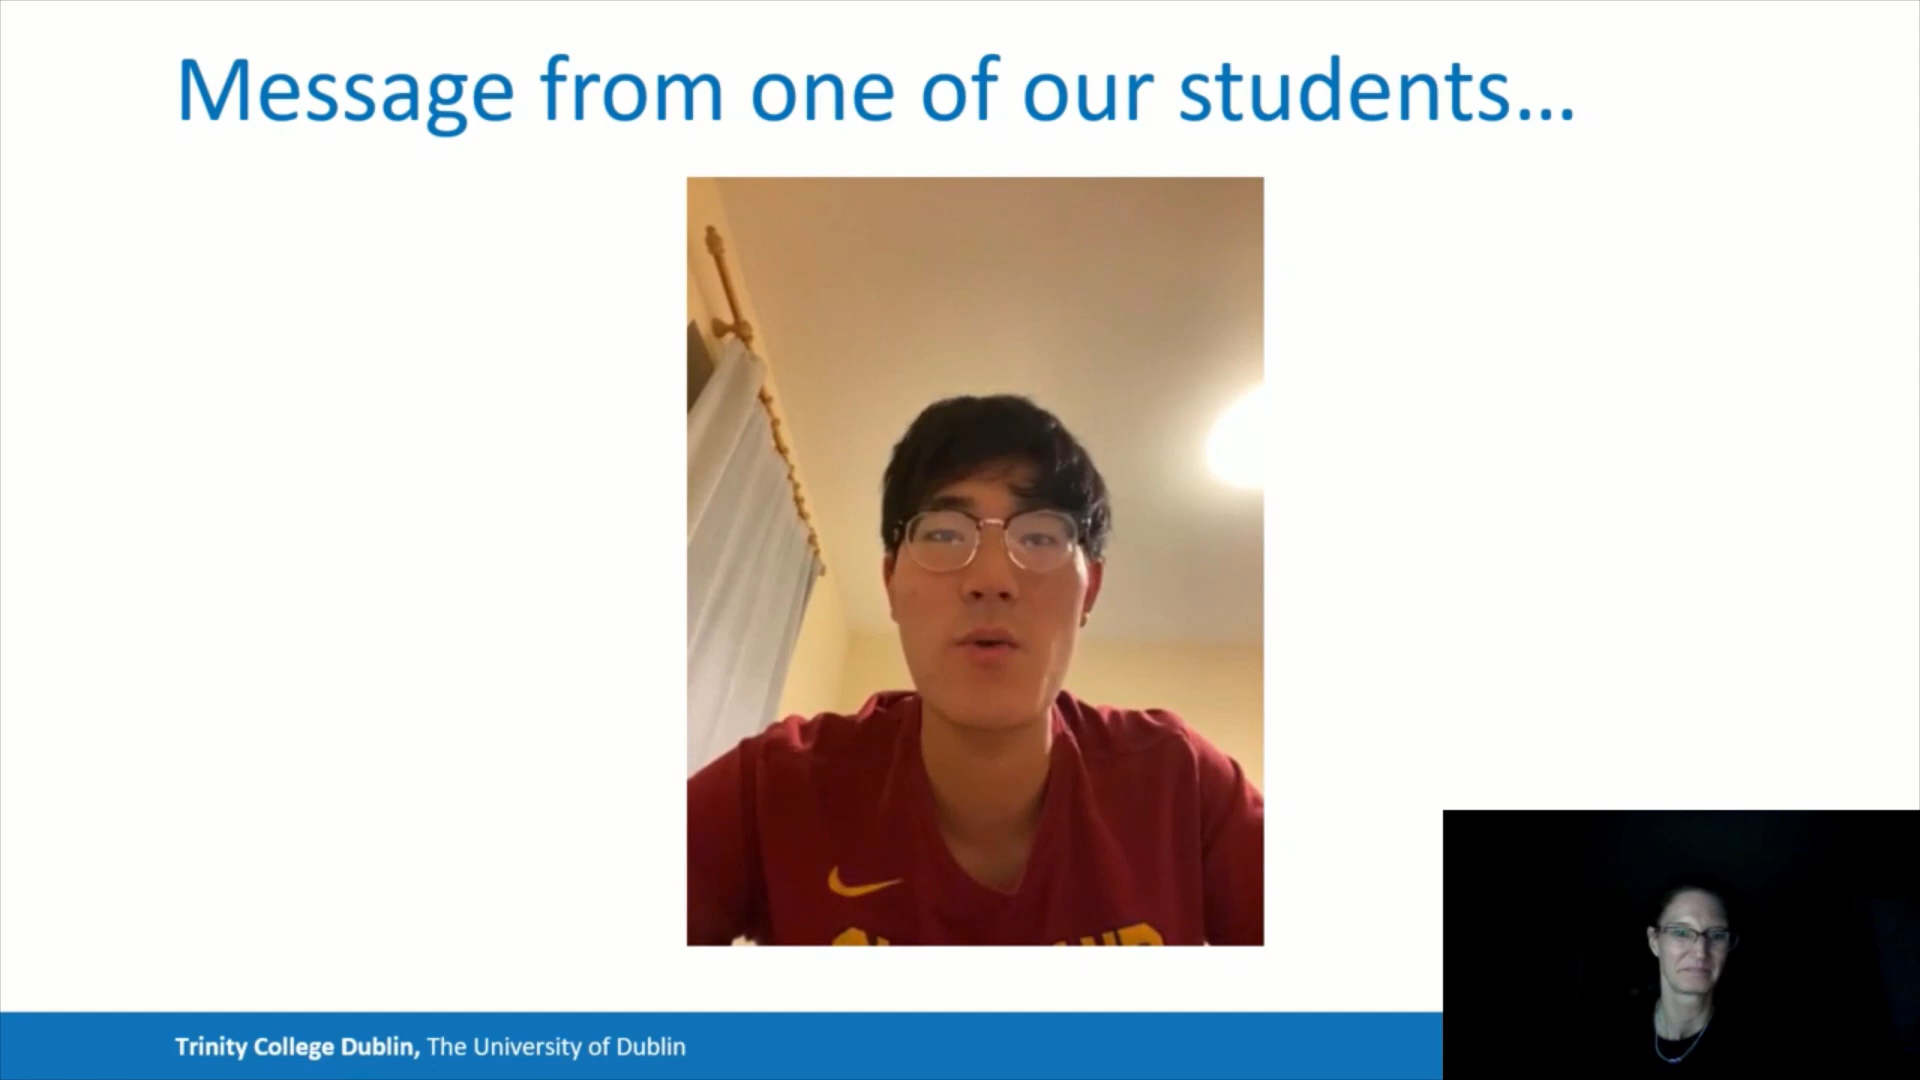 Message from one of our students...
Trinity College Dublin, The University of Dublin